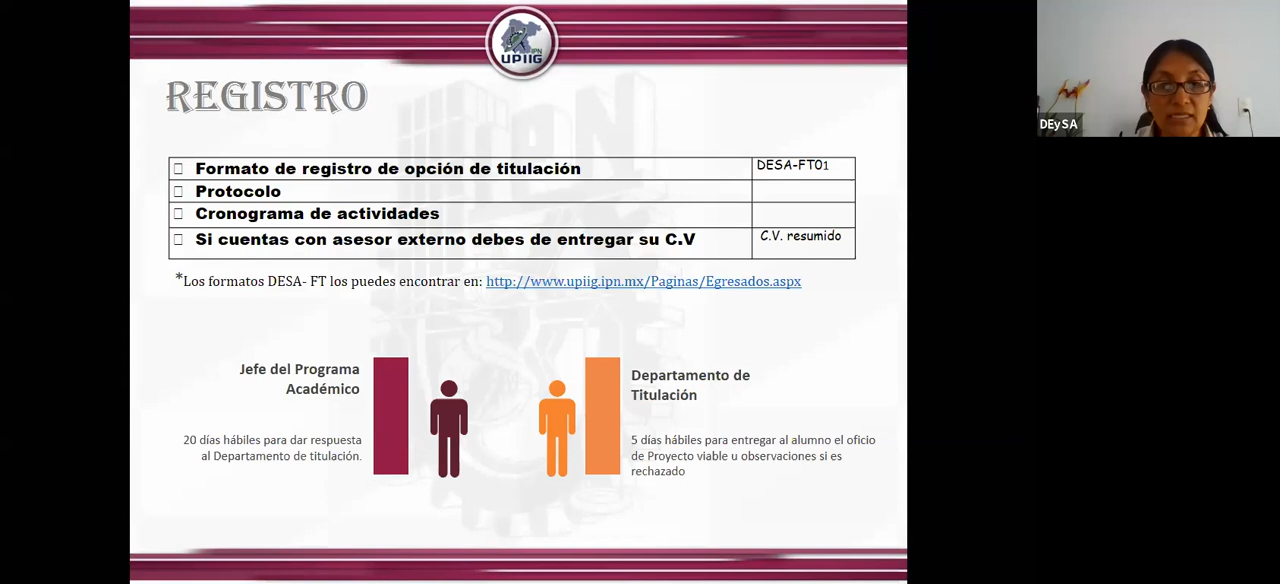 IPN
UPIIG
REGISTRO
Formato de registro de opción de titulación DESA-FT01
Protocolo
Cronograma de actividades
Si cuentas con asesor externo debes de entregar su C.V C.V. resumido
*Los formatos DESA- FT los puedes encontrar en: http://www.upiig.ipn.mx/Paginas/Egresados.aspx
Jefe del Programa
Académico
20 días hábiles para dar respuesta
al Departamento de titulación.
Departamento de
Titulación
5 días hábiles para entregar al alumno el oficio
de Proyecto viable u observaciones si es
rechazado
DEySA
IPN